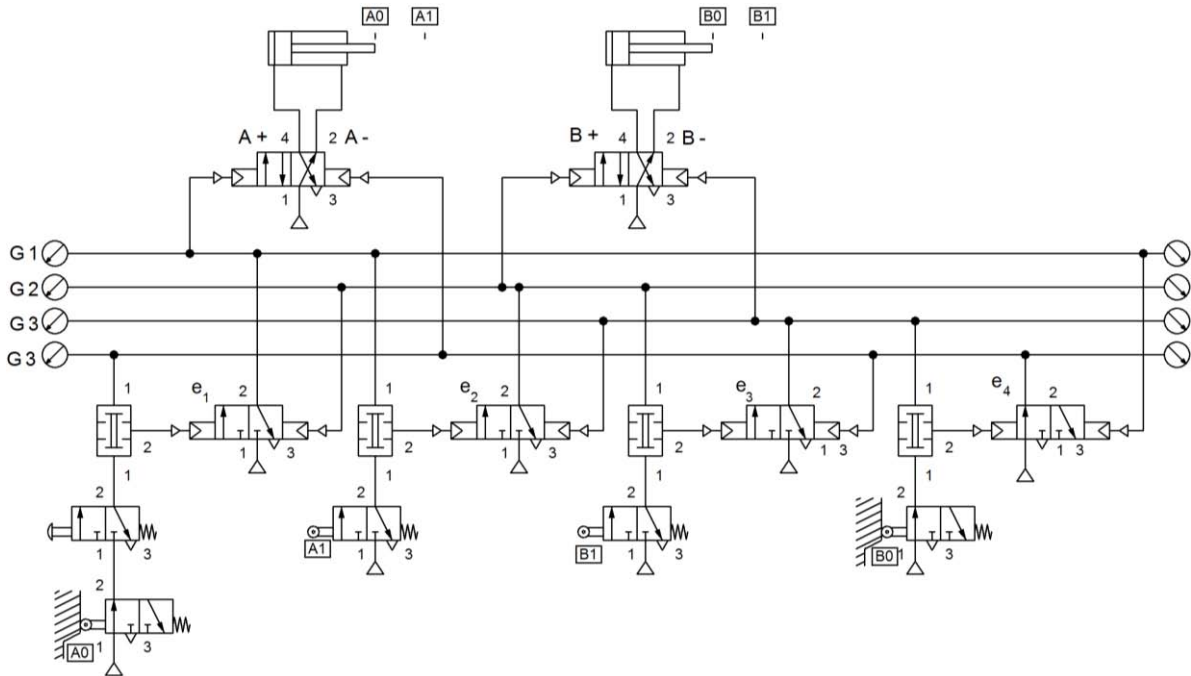 A0 A1 B0 B1
A + 4 2 A - B + 4 2 B -
1 3 1 3
G 1
G 2
G 3
G 3
1 e1 2 1 e2 2 1 e3 2 1 e4 2
2 1 3 2 1 3 2 1 3 2 1 3
1 1 1 1
2 2 2 2
A1 B1 B0
1 3 1 3 1 3 1 3
2
A0 1 3